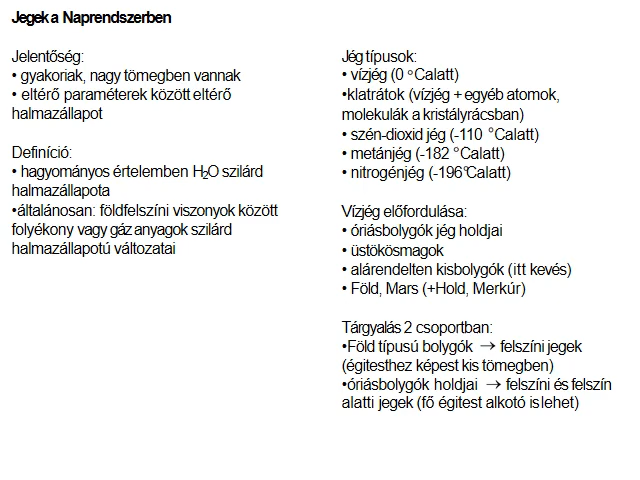 Jegek a Naprendszerben
Jelentőség:
• gyakoriak, nagy tömegben vannak
• eltérő paraméterek között eltérő
halmazállapot
Definíció:
• hagyományos értelemben H₂O szilárd
halmazállapota
•általánosan: földfelszíni viszonyok között
folyékony vagy gáz anyagok szilárd
halmazállapotú változatai
Jég típusok:
• vízjég (0 °C alatt)
•klatrátok (vízjég + egyéb atomok,
molekulák a kristályrácsban)
• szén-dioxid jég (-110 °C alatt)
• metánjég (-182 °C alatt)
• nitrogénjég (-196°C alatt)
Vízjég előfordulása:
• óriásbolygók jég holdjai
• üstökösmagok
• alárendelten kisbolygók (itt kevés)
• Föld, Mars (+Hold, Merkúr)
Tárgyalás 2 csoportban:
•Föld típusú bolygók → felszíni jegek
(égitesthez képest kis tömegben)
•óriásbolygók holdjai → felszíni és felszín
alatti jegek (fő égitest alkotó is lehet)